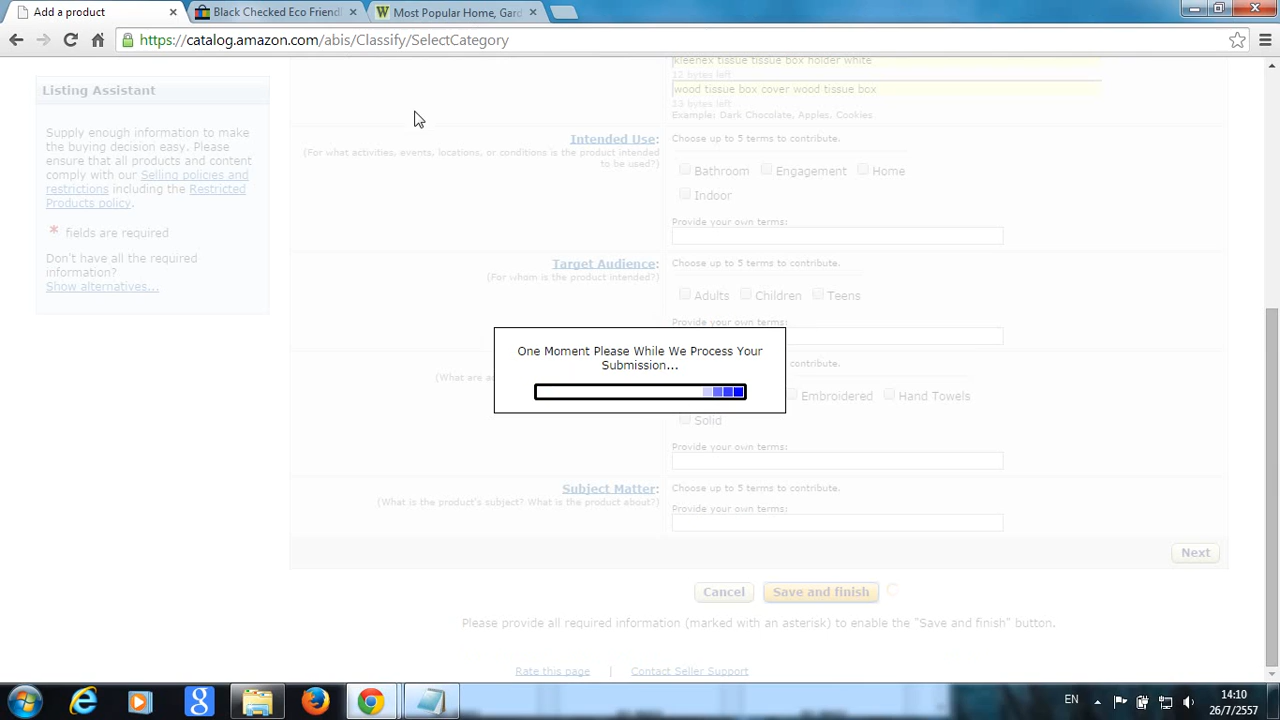 Add a product
Black Checked Eco Friendl
Most Popular Home, Gard
https://catalog.amazon.com/abis/Classify/SelectCategory
Listing Assistant
Supply enough information to make
the buying decision easy. Please
ensure that all products and content
comply with our Selling policies and
restrictions including the Restricted
Products policy.
* fields are required
Don't have all the required
information?
Show alternatives...
kleenex tissue tissue box holder white
12 bytes left
wood tissue box cover wood tissue box
13 bytes left
Example: Dark Chocolate, Apples, Cookies
Intended Use:
(For what activities, events, locations, or conditions is the product intended
to be used?)
Choose up to 5 terms to contribute.
Bathroom Engagement Home
Indoor
Provide your own terms:
Target Audience:
(For whom is the product intended?)
Choose up to 5 terms to contribute.
Adults Children Teens
Provide your own terms:
One Moment Please While We Process Your
Submission...
(What are
to contribute.
Embroidered Hand Towels
Solid
Provide your own terms:
Subject Matter:
(What is the product's subject? What is the product about?)
Choose up to 5 terms to contribute.
Provide your own terms:
Next
Cancel Save and finish
Please provide all required information (marked with an asterisk) to enable the "Save and finish" button.
Rate this page | Contact Seller Support
EN
14:10
26/7/2557